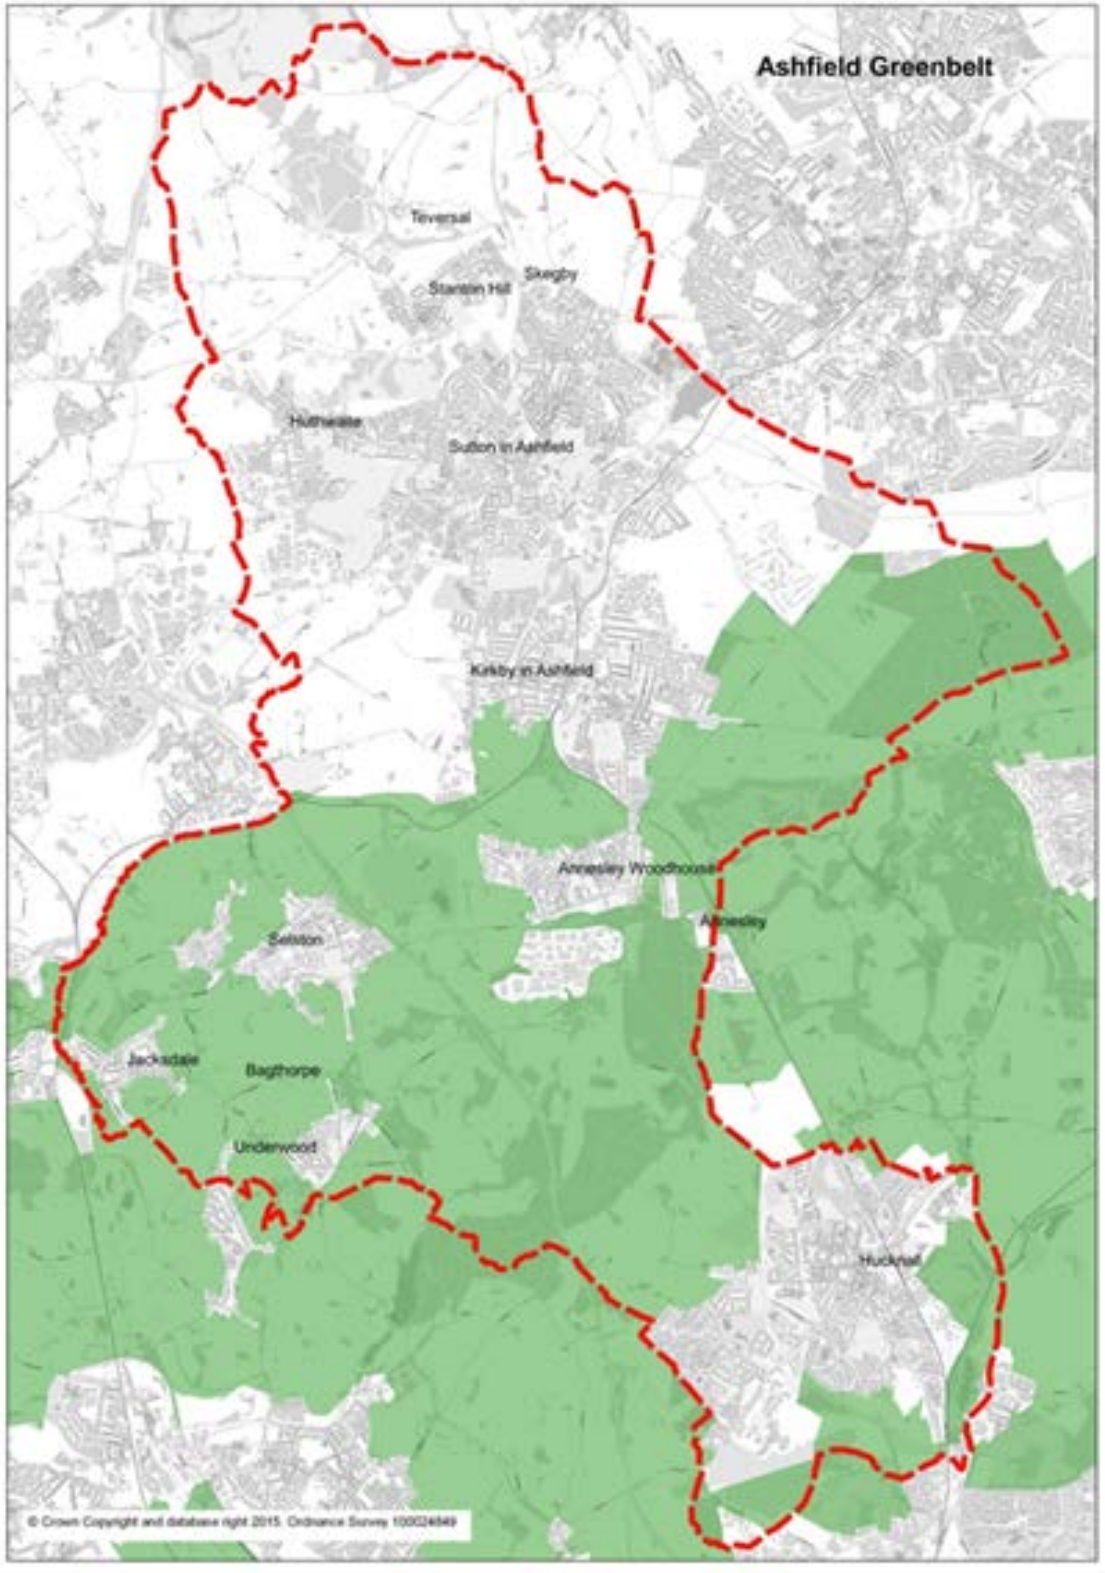 Ashfield Greenbelt
Teversal
Skegby
Stanton Hill
Huthwaite
Sutton in Ashfield
Kirkby in Ashfield
Annesley Woodhouse
Annesley
Selston
Jacksdale
Bagthorpe
Underwood
Hucknall
© Crown Copyright and database right 2015. Ordnance Survey 100024849